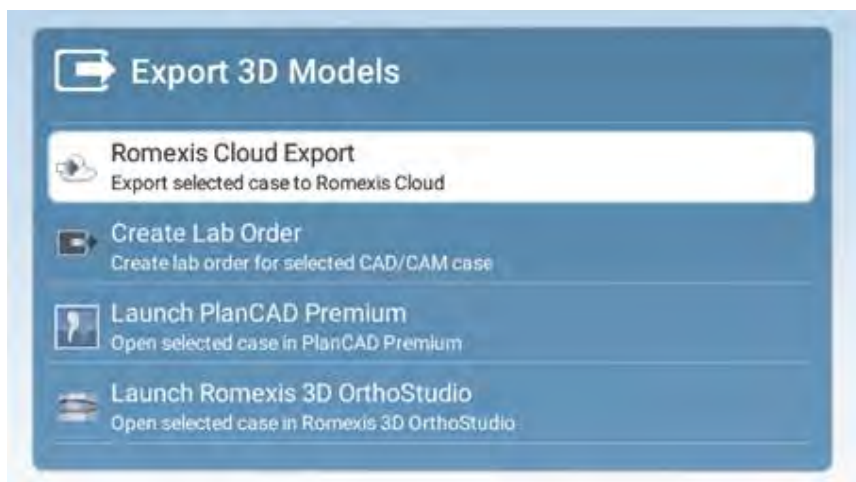 Export 3D Models
Romexis Cloud Export
Export selected case to Romexis Cloud
Create Lab Order
Create lab order for selected CAD/CAM case
Launch PlanCAD Premium
Open selected case in PlanCAD Premium
Launch Romexis 3D OrthoStudio
Open selected case in Romexis 3D OrthoStudio